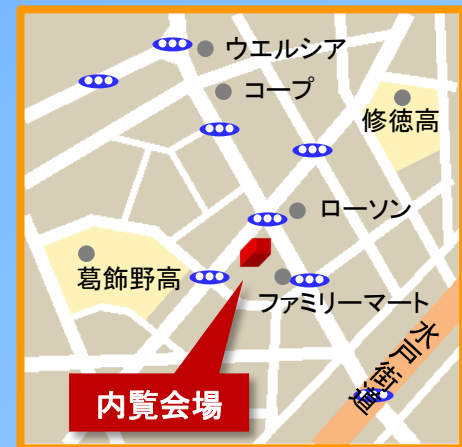 ウエルシア
コープ
修徳高
ローソン
葛飾野高
ファミリーマート
水戸街道
内覧会場